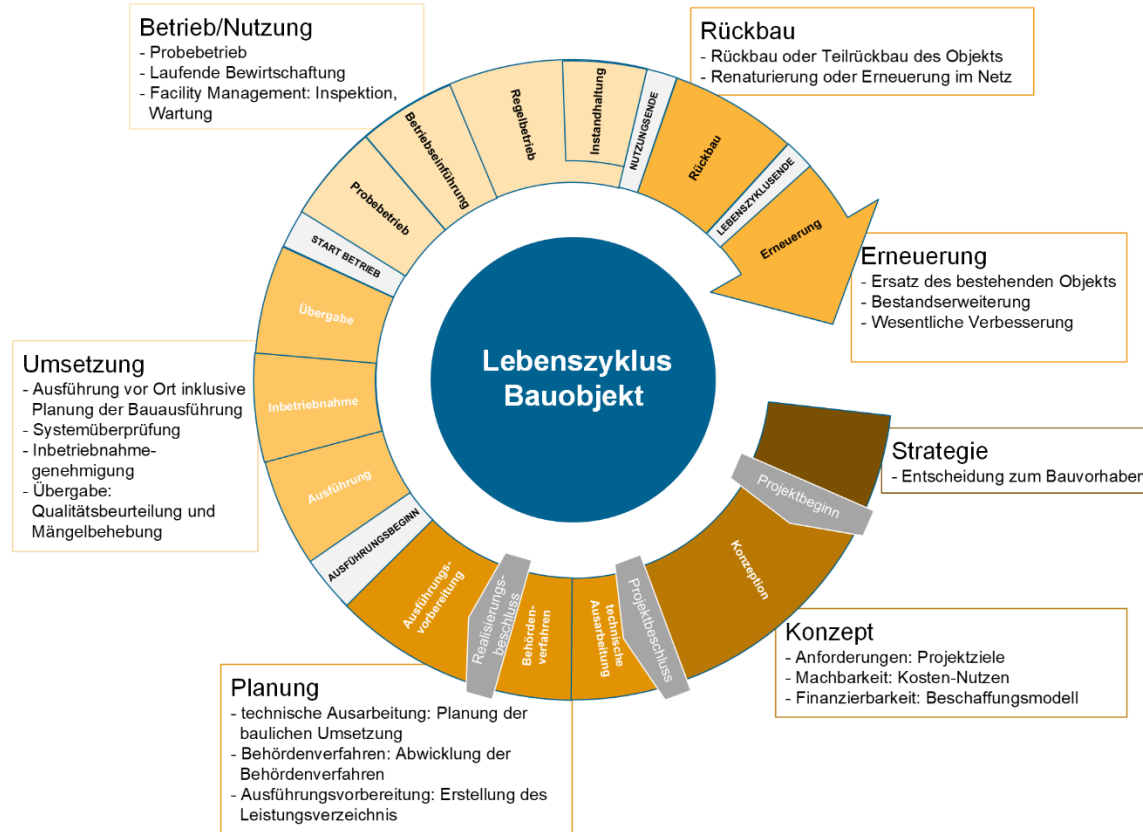 Betrieb/Nutzung
- Probebetrieb
- Laufende Bewirtschaftung
- Facility Management: Inspektion,
Wartung
Rückbau
- Rückbau oder Teilrückbau des Objekts
- Renaturierung oder Erneuerung im Netz
Erneuerung
- Ersatz des bestehenden Objekts
- Bestandserweiterung
- Wesentliche Verbesserung
Umsetzung
- Ausführung vor Ort inklusive
Planung der Bauausführung
- Systemüberprüfung
- Inbetriebnahme-
genehmigung
- Übergabe:
Qualitätsbeurteilung und
Mängelbehebung
Strategie
- Entscheidung zum Bauvorhaben
Konzept
- Anforderungen: Projektziele
- Machbarkeit: Kosten-Nutzen
- Finanzierbarkeit: Beschaffungsmodell
Planung
- technische Ausarbeitung: Planung der
baulichen Umsetzung
- Behördenverfahren: Abwicklung der
Behördenverfahren
- Ausführungsvorbereitung: Erstellung des
Leistungsverzeichnis
Lebenszyklus
Bauobjekt
Projektbeginn
Konzeption
Projektbeschluss
technische
Ausarbeitung
Behörden-
verfahren
Realisierungs-
beschluss
Ausführungs-
vorbereitung
AUSFÜHRUNGSBEGINN
Ausführung
Inbetriebnahme
Übergabe
START BETRIEB
Probebetrieb
Betriebseinführung
Regelbetrieb
Instandhaltung
NUTZUNGSENDE
Rückbau
LEBENSZYKLUSENDE
Erneuerung